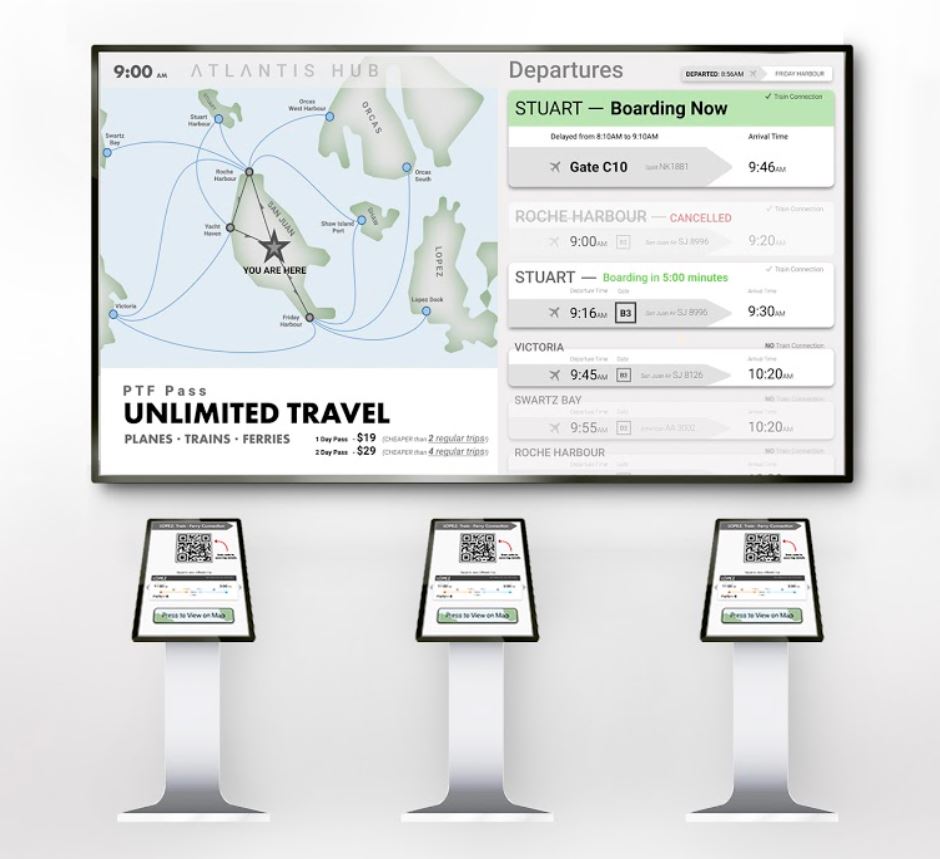 9:00 AM
ATLANTIS HUB
STUART
Stuart
Harbour
Orcas
West Harbour
ORCAS
Swartz
Bay
Roche
Harbour
Orcas
South
SAN JUAN
Yacht
Haven
Shaw Island
Port
SHAW
YOU ARE HERE
LOPEZ
Victoria
Lopez Dock
Friday
Harbour
PTF Pass
UNLIMITED TRAVEL
PLANES · TRAINS · FERRIES
1 Day Pass - $19 (CHEAPER than 2 regular trips!)
2 Day Pass - $29 (CHEAPER than 4 regular trips!)
Departures
DEPARTED: 8:56AM FRIDAY HARBOUR
✓ Train Connection
STUART — Boarding Now
Delayed from 8:10AM to 9:10AM Arrival Time
Gate C10 NK1881 9:46AM
✓ Train Connection
ROCHE HARBOUR — CANCELLED
9:00AM B3 San Juan Air SJ 8996 9:20AM
✓ Train Connection
STUART — Boarding in 5:00 minutes
Departure Time Gate Arrival Time
9:16AM B3 San Juan Air SJ 8996 9:30AM
VICTORIA NO Train Connection
Departure Time Gate Arrival Time
9:45AM B3 San Juan Air SJ 8126 10:20AM
SWARTZ BAY NO Train Connection
Departure Time Gate Arrival Time
9:55AM B3 American AA 3002 10:20AM
ROCHE HARBOUR NO Train Connection
Departure Time Gate Arrival Time
LOPEZ Train - Ferry Connection
LOPEZ
Press to View on Map
LOPEZ Train - Ferry Connection
LOPEZ
Press to View on Map
LOPEZ Train - Ferry Connection
LOPEZ
Press to View on Map